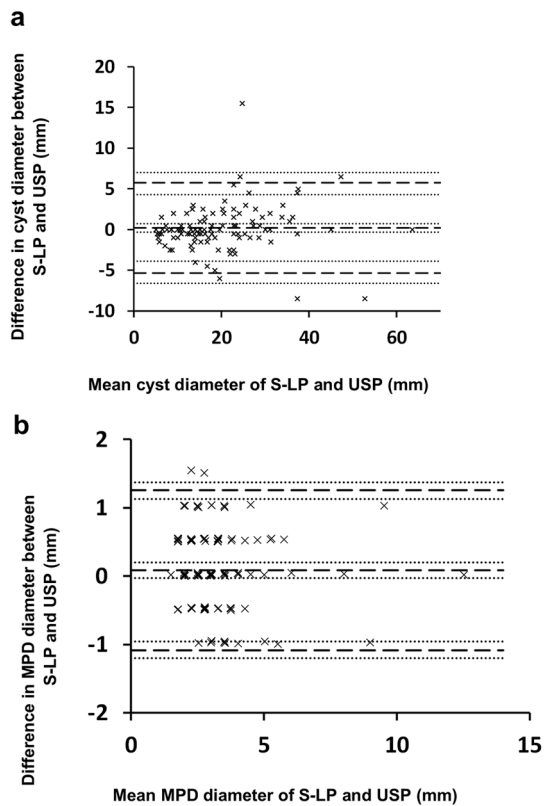 a
Difference in cyst diameter between
S-LP and USP (mm)
20
15
10
5
0
-5
-10
0
20
40
60
Mean cyst diameter of S-LP and USP (mm)
b
Difference in MPD diameter between
S-LP and USP (mm)
2
1
0
-1
-2
0
5
10
15
Mean MPD diameter of S-LP and USP (mm)